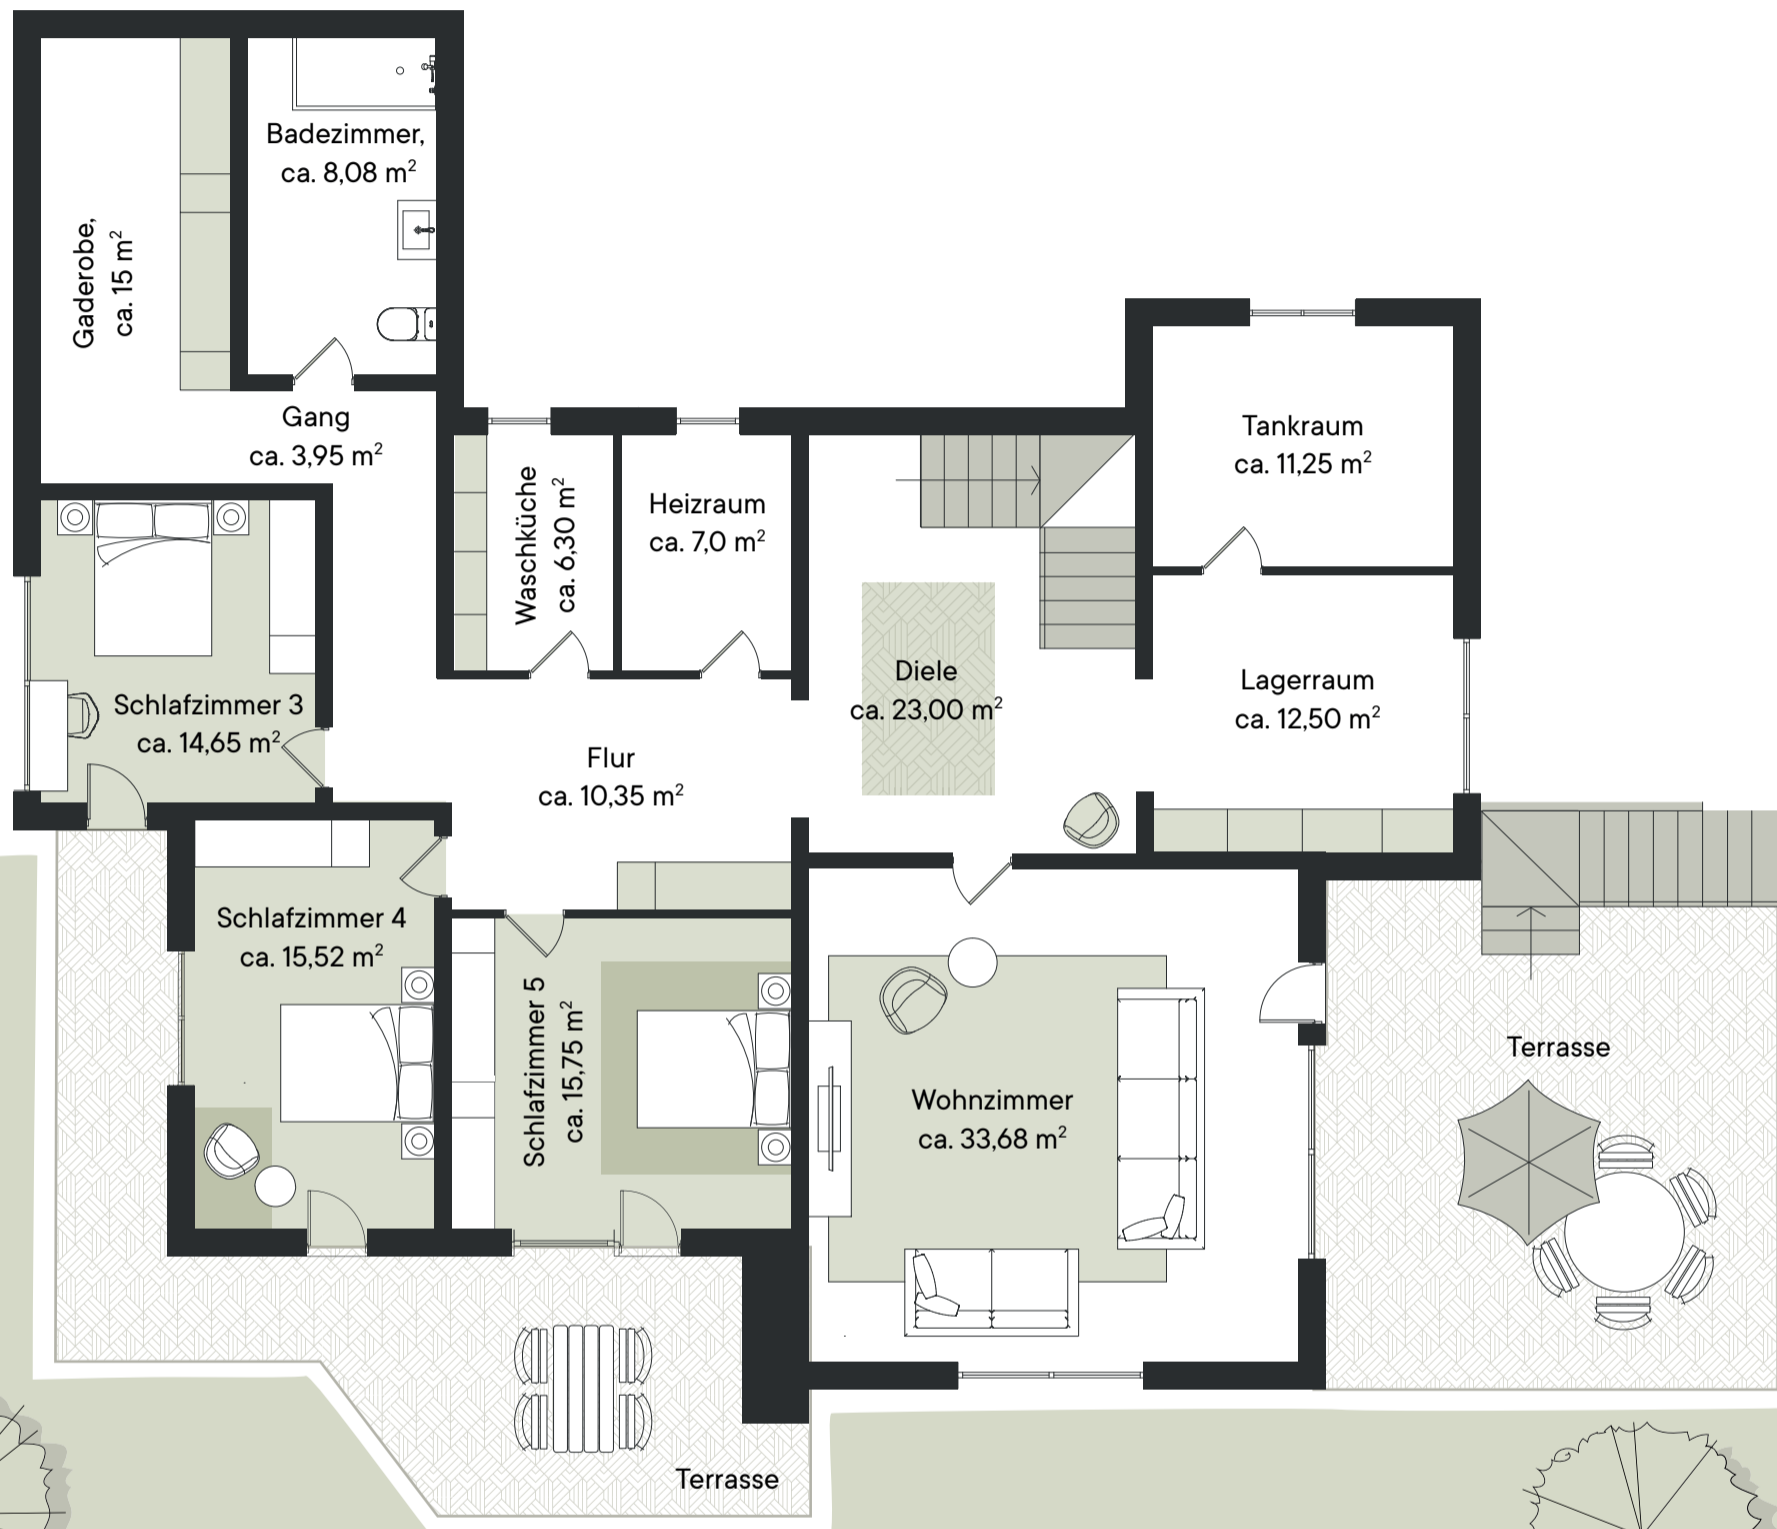 Badezimmer,
ca. 8,08 m²
Gaderobe,
ca. 15 m²
Gang
ca. 3,95 m²
Waschküche
ca. 6,30 m²
Heizraum
ca. 7,0 m²
Tankraum
ca. 11,25 m²
Schlafzimmer 3
ca. 14,65 m²
Diele
ca. 23,00 m²
Lagerraum
ca. 12,50 m²
Flur
ca. 10,35 m²
Schlafzimmer 4
ca. 15,52 m²
Schlafzimmer 5
ca. 15,75 m²
Wohnzimmer
ca. 33,68 m²
Terrasse
Terrasse